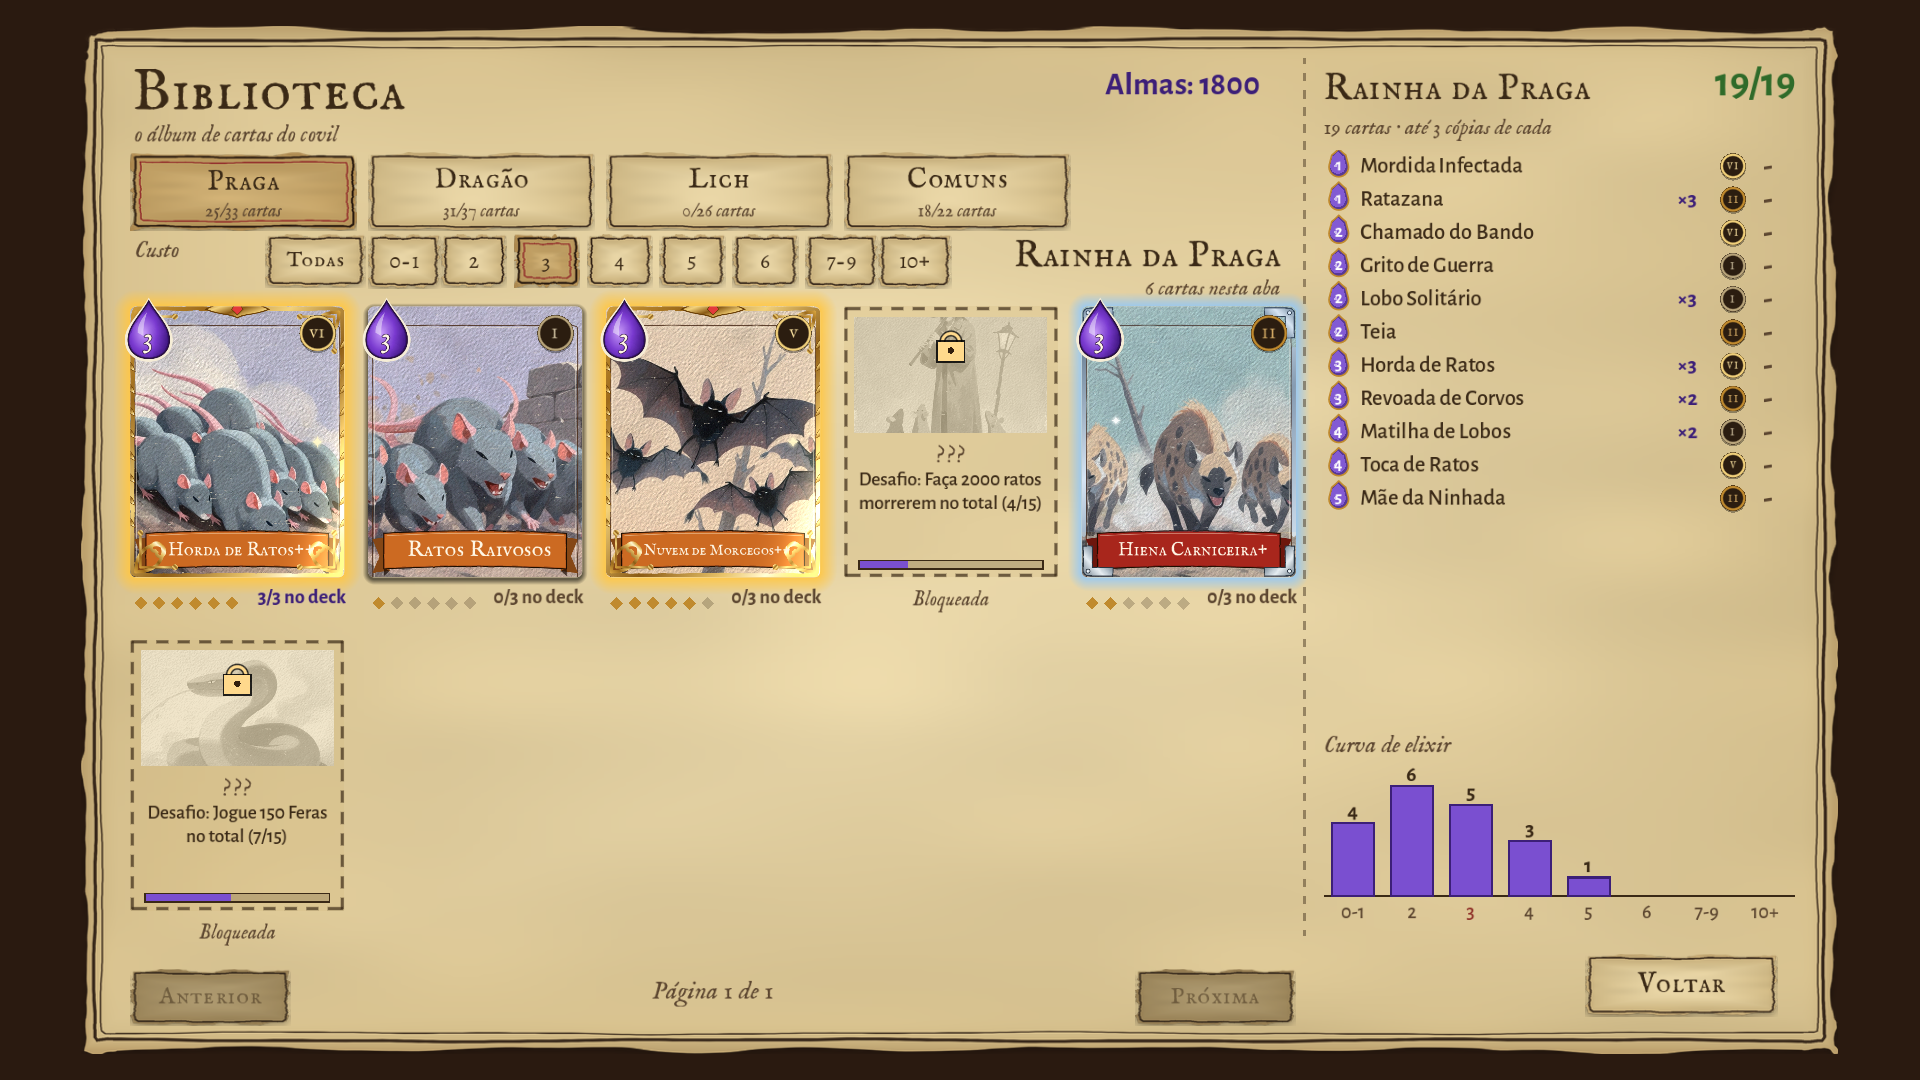 Biblioteca
o álbum de cartas do covil
Almas: 1800
Praga
25/33 cartas
Dragão
31/37 cartas
Lich
0/26 cartas
Comuns
18/22 cartas
Custo
Todas
0-1
2
3
4
5
6
7-9
10+
Rainha da Praga
6 cartas nesta aba
3
VI
Horda de Ratos++
3/3 no deck
3
I
Ratos Raivosos
0/3 no deck
3
V
Nuvem de Morcegos+
0/3 no deck
???
Desafio: Faça 2000 ratos
morrerem no total (4/15)
Bloqueada
3
II
Hiena Carniceira+
0/3 no deck
???
Desafio: Jogue 150 Feras
no total (7/15)
Bloqueada
Anterior
Página 1 de 1
Próxima
Rainha da Praga
19/19
19 cartas · até 3 cópias de cada
1 Mordida Infectada VI -
1 Ratazana ×3 II -
2 Chamado do Bando VI -
2 Grito de Guerra I -
2 Lobo Solitário ×3 I -
2 Teia II -
3 Horda de Ratos ×3 VI -
3 Revoada de Corvos ×2 II -
4 Matilha de Lobos ×2 I -
4 Toca de Ratos V -
5 Mãe da Ninhada II -
Curva de elixir
4 6 5 3 1
0-1 2 3 4 5 6 7-9 10+
Voltar